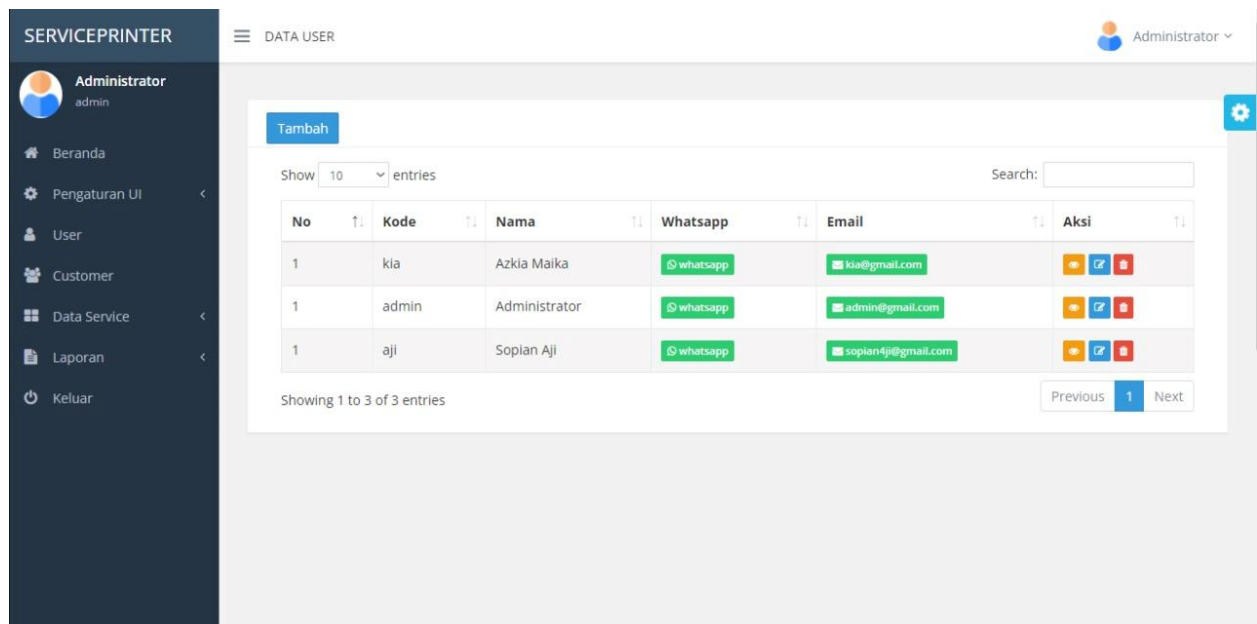 SERVICEPRINTER
DATA USER
Administrator
Administrator
admin
Beranda
Pengaturan UI
User
Customer
Data Service
Laporan
Keluar
Tambah
Show 10 entries
Search:
No Kode Nama Whatsapp Email Aksi
1 kia Azkia Maika whatsapp kia@gmail.com
1 admin Administrator whatsapp admin@gmail.com
1 aji Sopian Aji whatsapp sopian4ji@gmail.com
Showing 1 to 3 of 3 entries
Previous 1 Next